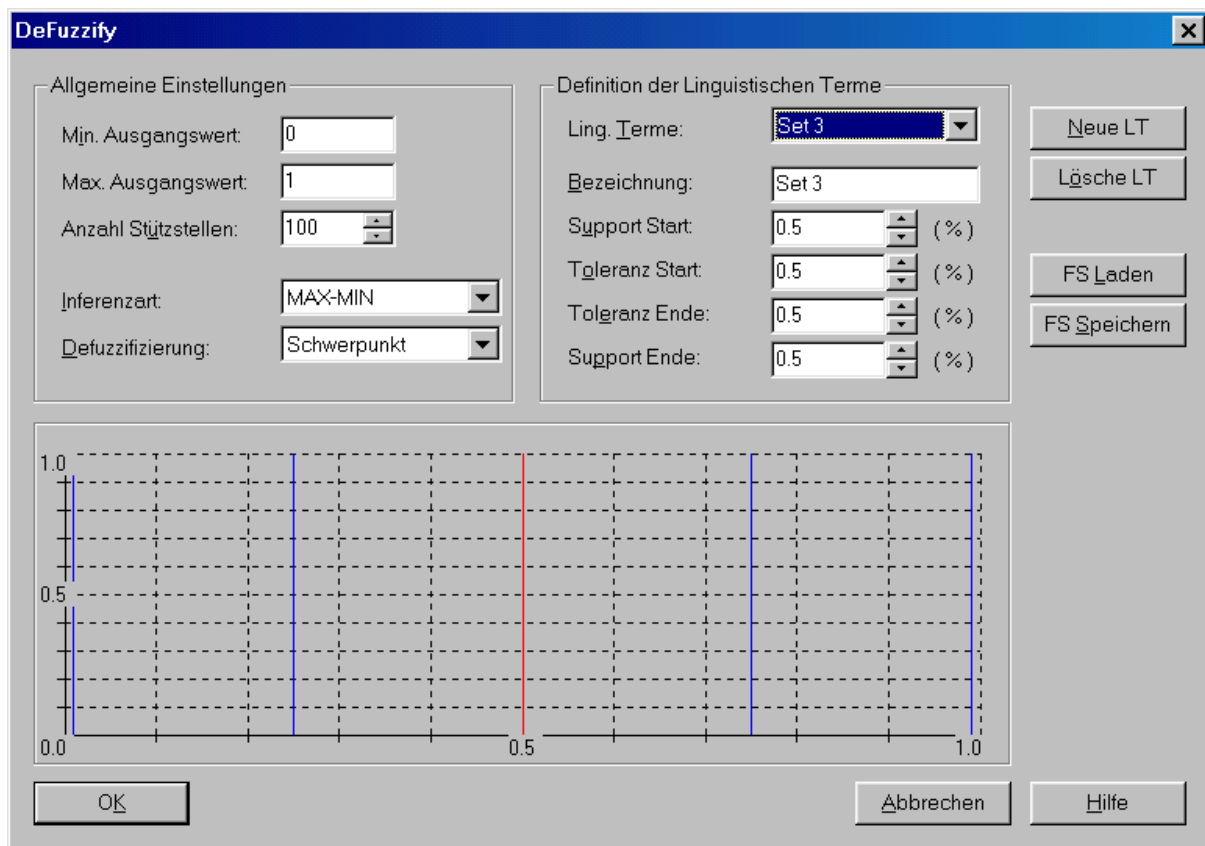 DeFuzzify
Allgemeine Einstellungen
Min. Ausgangswert: 0
Max. Ausgangswert: 1
Anzahl Stützstellen: 100
Inferenzart: MAX-MIN
Defuzzifizierung: Schwerpunkt
Definition der Linguistischen Terme
Ling. Terme: Set 3
Bezeichnung: Set 3
Support Start: 0.5 (%)
Toleranz Start: 0.5 (%)
Toleranz Ende: 0.5 (%)
Support Ende: 0.5 (%)
Neue LT
Lösche LT
FS Laden
FS Speichern
1.0
0.5
0.0 0.5 1.0
OK Abbrechen Hilfe